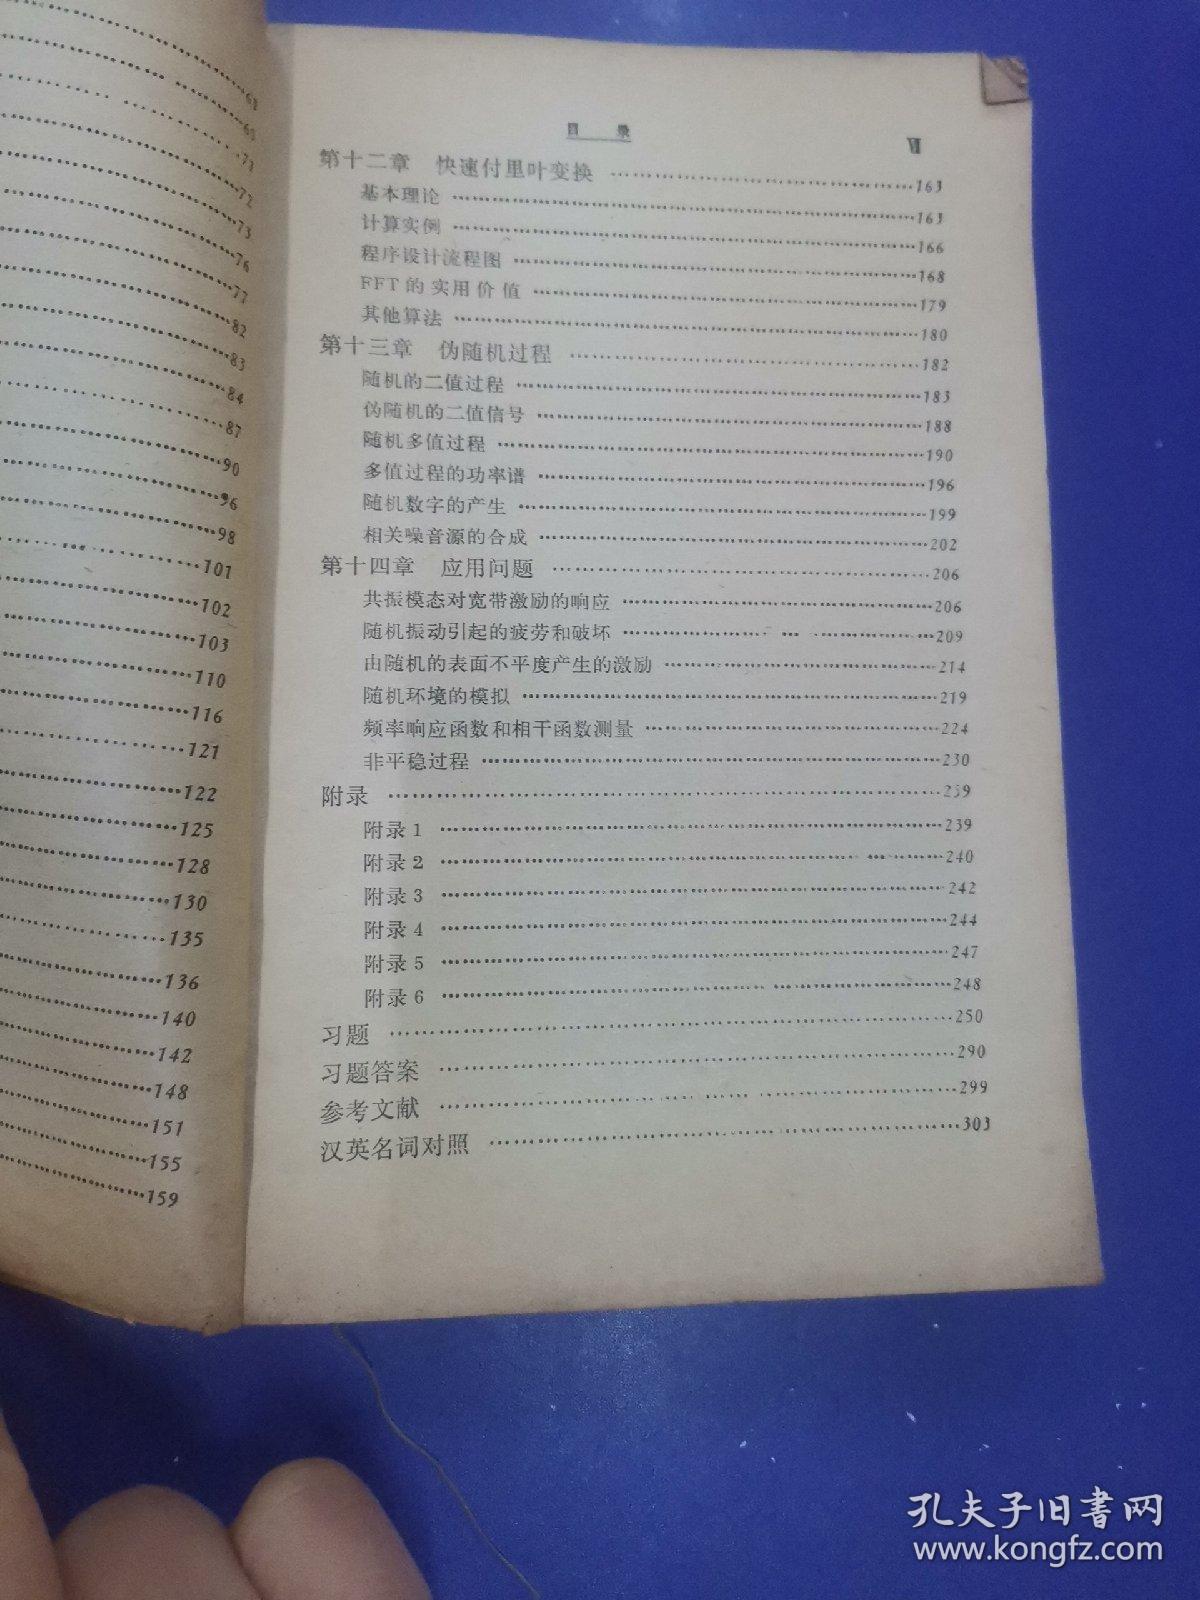 68
69
71
72
73
76
77
82
83
84
87
90
96
98
101
102
103
110
116
121
122
125
128
130
135
136
140
142
148
151
155
159
目 录
第十二章 快速付里叶变换 ……163
基本理论 ……163
计算实例 ……166
程序设计流程图 ……168
FFT的实用价值 ……179
其他算法 ……180
第十三章 伪随机过程 ……182
随机的二值过程 ……183
伪随机的二值信号 ……188
随机多值过程 ……190
多值过程的功率谱 ……196
随机数字的产生 ……199
相关噪音源的合成 ……202
第十四章 应用问题 ……206
共振模态对宽带激励的响应 ……206
随机振动引起的疲劳和破坏 ……209
由随机的表面不平度产生的激励 ……214
随机环境的模拟 ……219
频率响应函数和相干函数测量 ……224
非平稳过程 ……230
附录 ……239
附录1 ……239
附录2 ……240
附录3 ……242
附录4 ……244
附录5 ……247
附录6 ……248
习题 ……250
习题答案 ……290
参考文献 ……299
汉英名词对照 ……303
孔夫子旧书网
www.kongfz.com